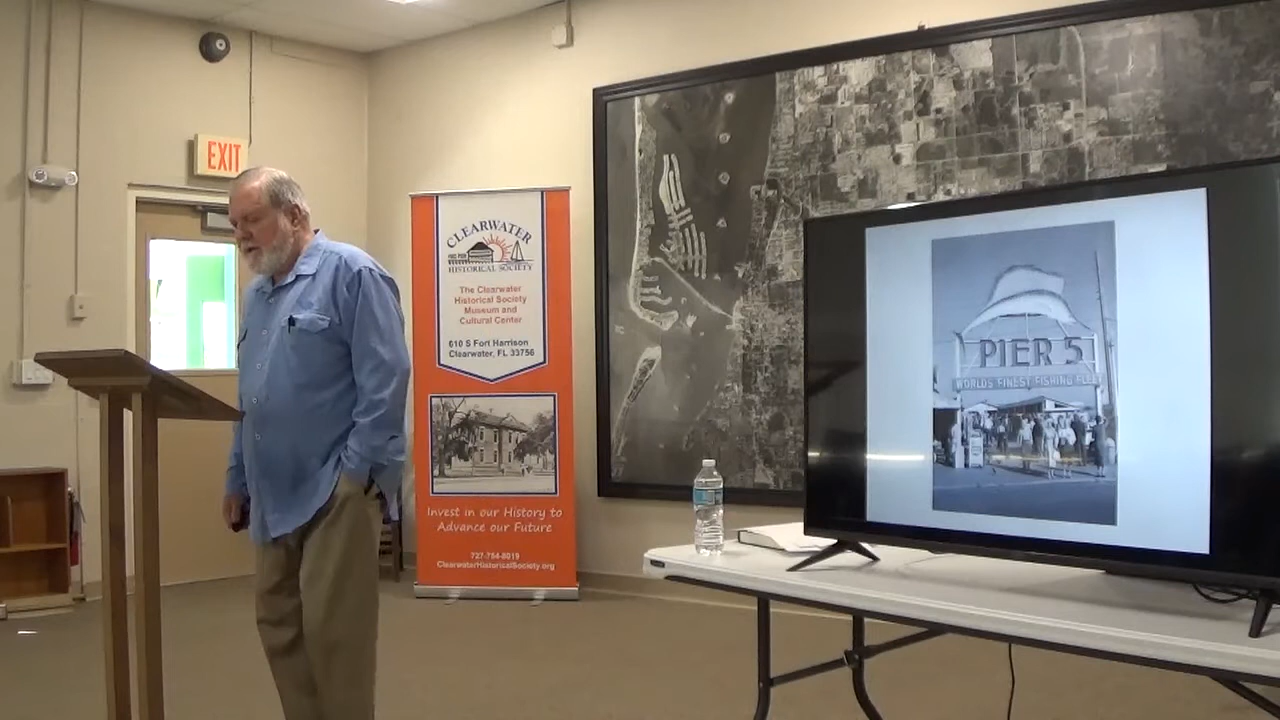 EXIT
CLEARWATER
HISTORICAL SOCIETY
The Clearwater
Historical Society
Museum and
Cultural Center
610 S Fort Harrison
Clearwater, FL 33756
Invest in our History to
Advance our Future
727-754-8019
ClearwaterHistoricalSociety.org
PIER 5
WORLDS FINEST FISHING FLEET